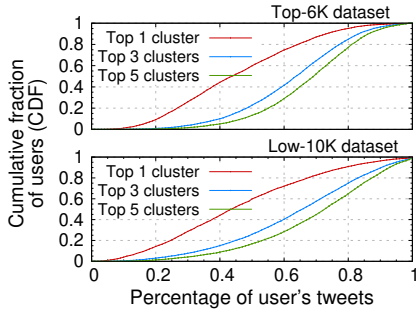 Top-6K dataset
Cumulative fraction
of users (CDF)
1
0.8
0.6
0.4
0.2
0
Top 1 cluster
Top 3 clusters
Top 5 clusters
Low-10K dataset
1
0.8
0.6
0.4
0.2
0
Top 1 cluster
Top 3 clusters
Top 5 clusters
0 0.2 0.4 0.6 0.8 1
Percentage of user's tweets